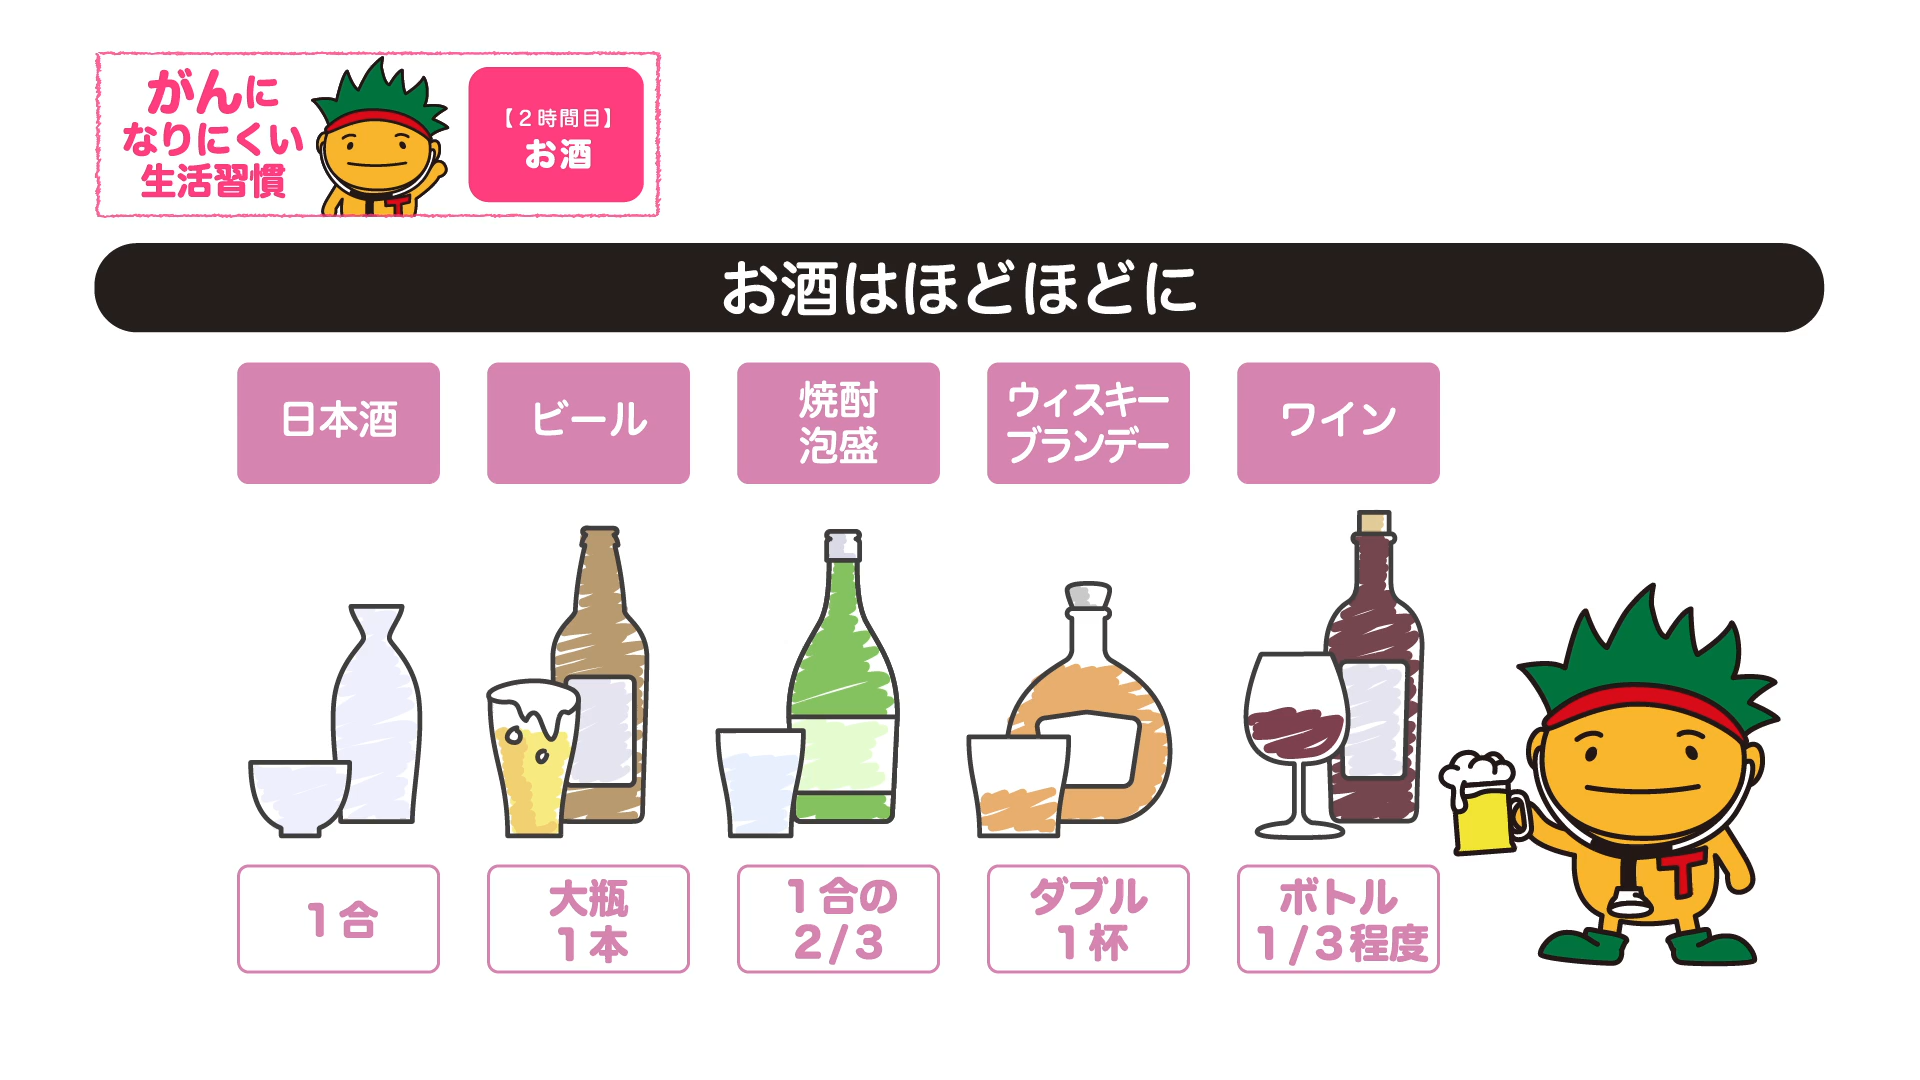 がんに
なりにくい
生活習慣
【２時間目】
お酒
お酒はほどほどに
日本酒
ビール
焼酎
泡盛
ウィスキー
ブランデー
ワイン
１合
大瓶
１本
１合の
２/３
ダブル
１杯
ボトル
１/３程度
T
T